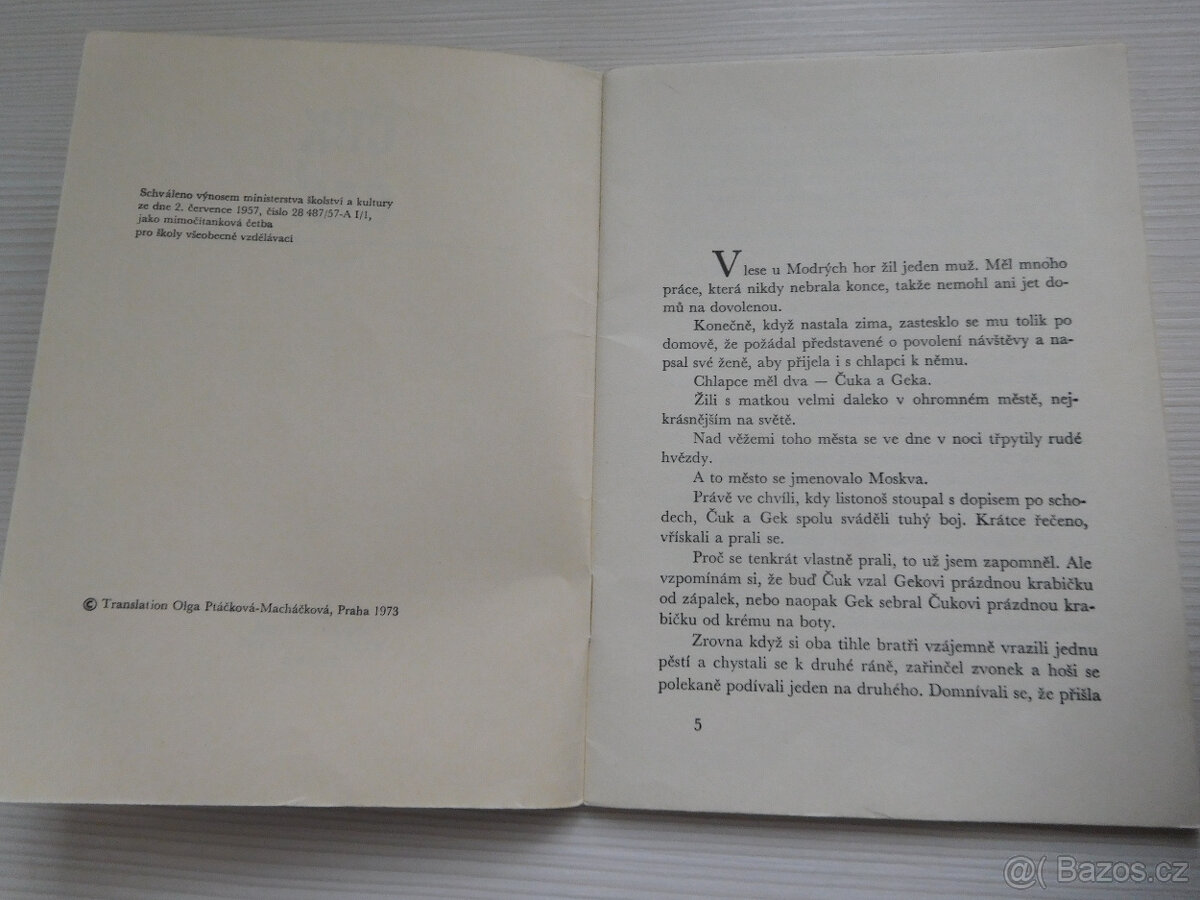 Schváleno výnosem ministerstva školství a kultury
ze dne 2. července 1957, číslo 28 487/57-A I/1,
jako mimočítanková četba
pro školy všeobecně vzdělávací
© Translation Olga Ptáčková-Macháčková, Praha 1973
V lese u Modrých hor žil jeden muž. Měl mnoho
práce, která nikdy nebrala konce, takže nemohl ani jet do-
mů na dovolenou.
Konečně, když nastala zima, zastesklo se mu tolik po
domově, že požádal představené o povolení návštěvy a na-
psal své ženě, aby přijela i s chlapci k němu.
Chlapce měl dva — Čuka a Geka.
Žili s matkou velmi daleko v ohromném městě, nej-
krásnějším na světě.
Nad věžemi toho města se ve dne v noci třpytily rudé
hvězdy.
A to město se jmenovalo Moskva.
Právě ve chvíli, kdy listonoš stoupal s dopisem po scho-
dech, Čuk a Gek spolu sváděli tuhý boj. Krátce řečeno,
vřískali a prali se.
Proč se tenkrát vlastně prali, to už jsem zapomněl. Ale
vzpomínám si, že buď Čuk vzal Gekovi prázdnou krabičku
od zápalek, nebo naopak Gek sebral Čukovi prázdnou kra-
bičku od krému na boty.
Zrovna když si oba tihle bratři vzájemně vrazili jednu
pěstí a chystali se k druhé ráně, zařinčel zvonek a hoši se
polekaně podívali jeden na druhého. Domnívali se, že přišla
5
@( Bazos.cz